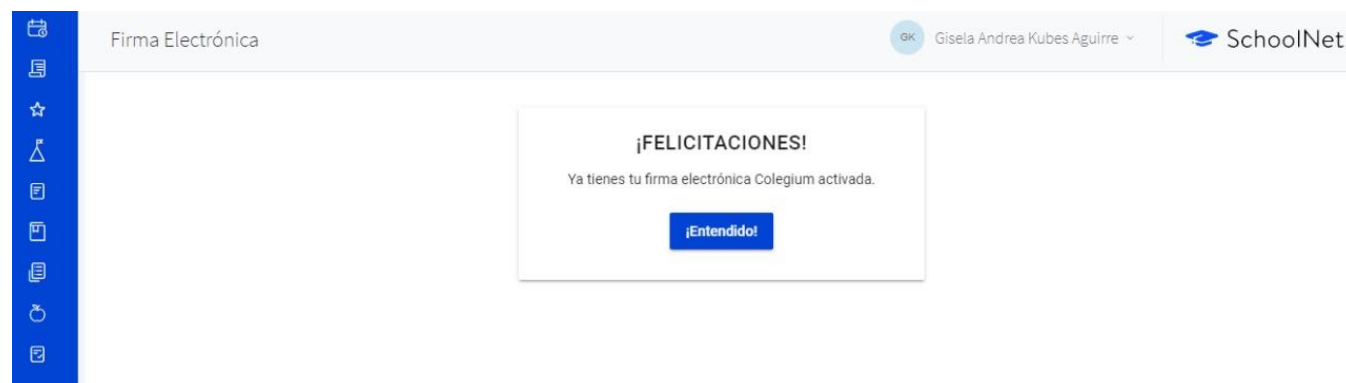 Firma Electrónica
GK
Gisela Andrea Kubes Aguirre
SchoolNet
¡FELICITACIONES!
Ya tienes tu firma electrónica Colegium activada.
¡Entendido!